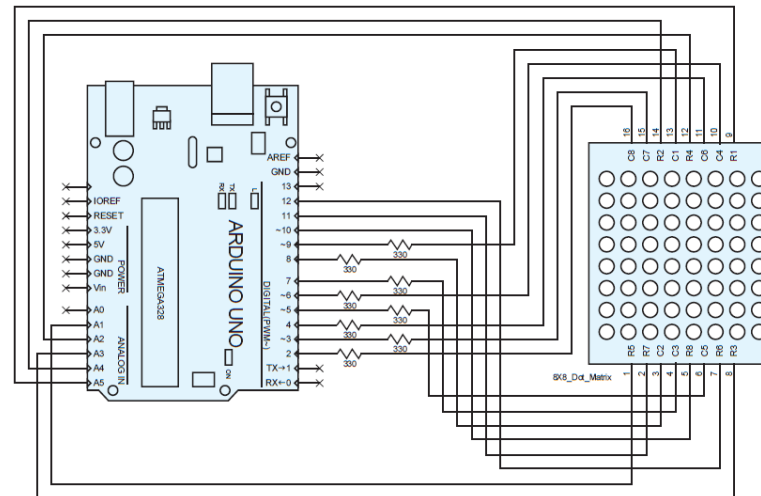 16 15 14 13 12 11 10 9
C8 C7 R2 C1 R4 C6 C4 R1
AREF
GND
13
12
11
~10
~9
8
7
~6
~5
4
~3
2
TX→1
RX←0
IOREF
RESET
3.3V
5V
GND
GND
Vin
A0
A1
A2
A3
A4
A5
POWER
ANALOG IN
ATMEGA328
ARDUINO UNO
DIGITAL(PWM~)
RX
TX
L
ON
330
330
330
330
330
330
330
330
R5 R7 C2 C3 R8 C5 R6 R3
8X8_Dot_Matrix
1 2 3 4 5 6 7 8